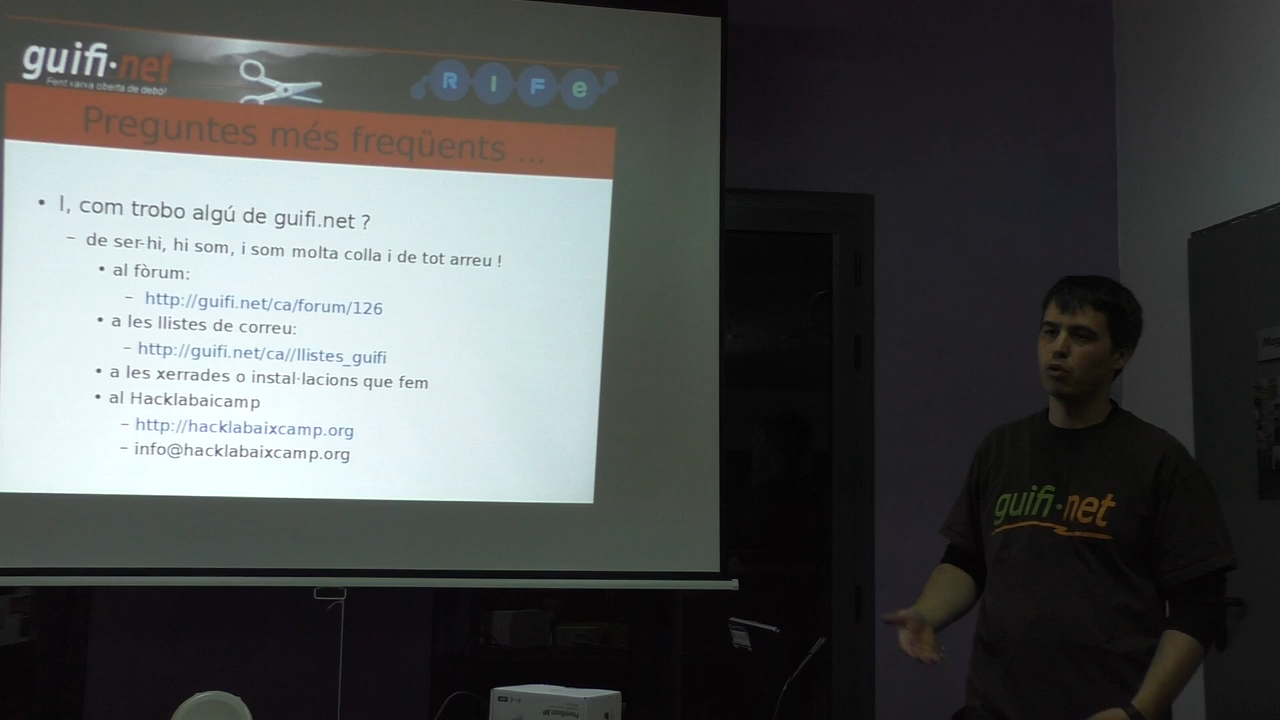 guifi·net
Fent xarxa oberta de debò!
R I F e
Preguntes més freqüents ...
• I, com trobo algú de guifi.net ?
– de ser-hi, hi som, i som molta colla i de tot arreu !
• al fòrum:
– http://guifi.net/ca/forum/126
• a les llistes de correu:
– http://guifi.net/ca//llistes_guifi
• a les xerrades o instal·lacions que fem
• al Hacklabaicamp
– http://hacklabaixcamp.org
– info@hacklabaixcamp.org
guifi·net